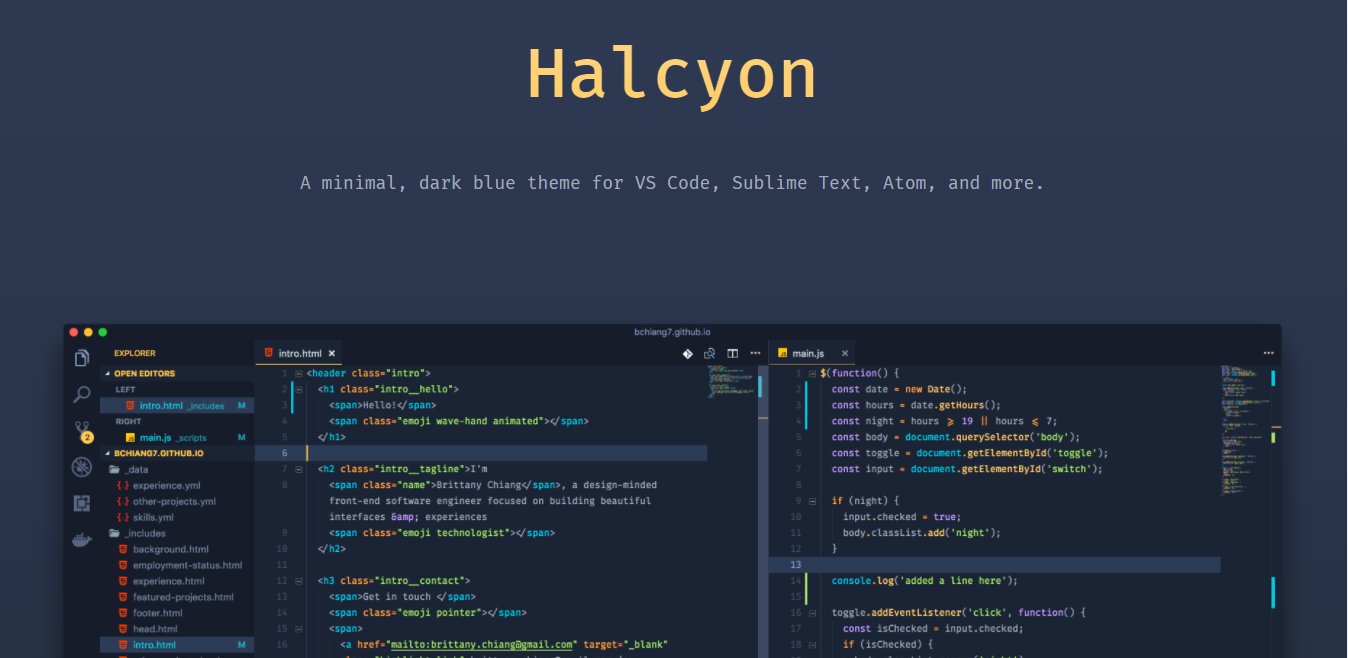 Halcyon
A minimal, dark blue theme for VS Code, Sublime Text, Atom, and more.
bchiang7.github.io
EXPLORER
OPEN EDITORS
LEFT
intro.html _includes M
RIGHT
2
main.js _scripts M
BCHIANG7.GITHUB.IO
_data
experience.yml
other-projects.yml
skills.yml
_includes
background.html
employment-status.html
experience.html
featured-projects.html
footer.html
head.html
intro.html M
intro.html
1 <header class="intro">
2 <h1 class="intro__hello">
3 <span>Hello!</span>
4 <span class="emoji wave-hand animated"></span>
5 </h1>
6
7 <h2 class="intro__tagline">I'm
8 <span class="name">Brittany Chiang</span>, a design-minded
front-end software engineer focused on building beautiful
interfaces &amp; experiences
9 <span class="emoji technologist"></span>
10 </h2>
11
12 <h3 class="intro__contact">
13 <span>Get in touch </span>
14 <span class="emoji pointer"></span>
15 <span>
16 <a href="mailto:brittany.chiang@gmail.com" target="_blank"
main.js
1 $(function() {
2 const date = new Date();
3 const hours = date.getHours();
4 const night = hours ⩾ 19 || hours ⩽ 7;
5 const body = document.querySelector('body');
6 const toggle = document.getElementById('toggle');
7 const input = document.getElementById('switch');
8
9 if (night) {
10 input.checked = true;
11 body.classList.add('night');
12 }
13
14 console.log('added a line here');
15
16 toggle.addEventListener('click', function() {
17 const isChecked = input.checked;
18 if (isChecked) {